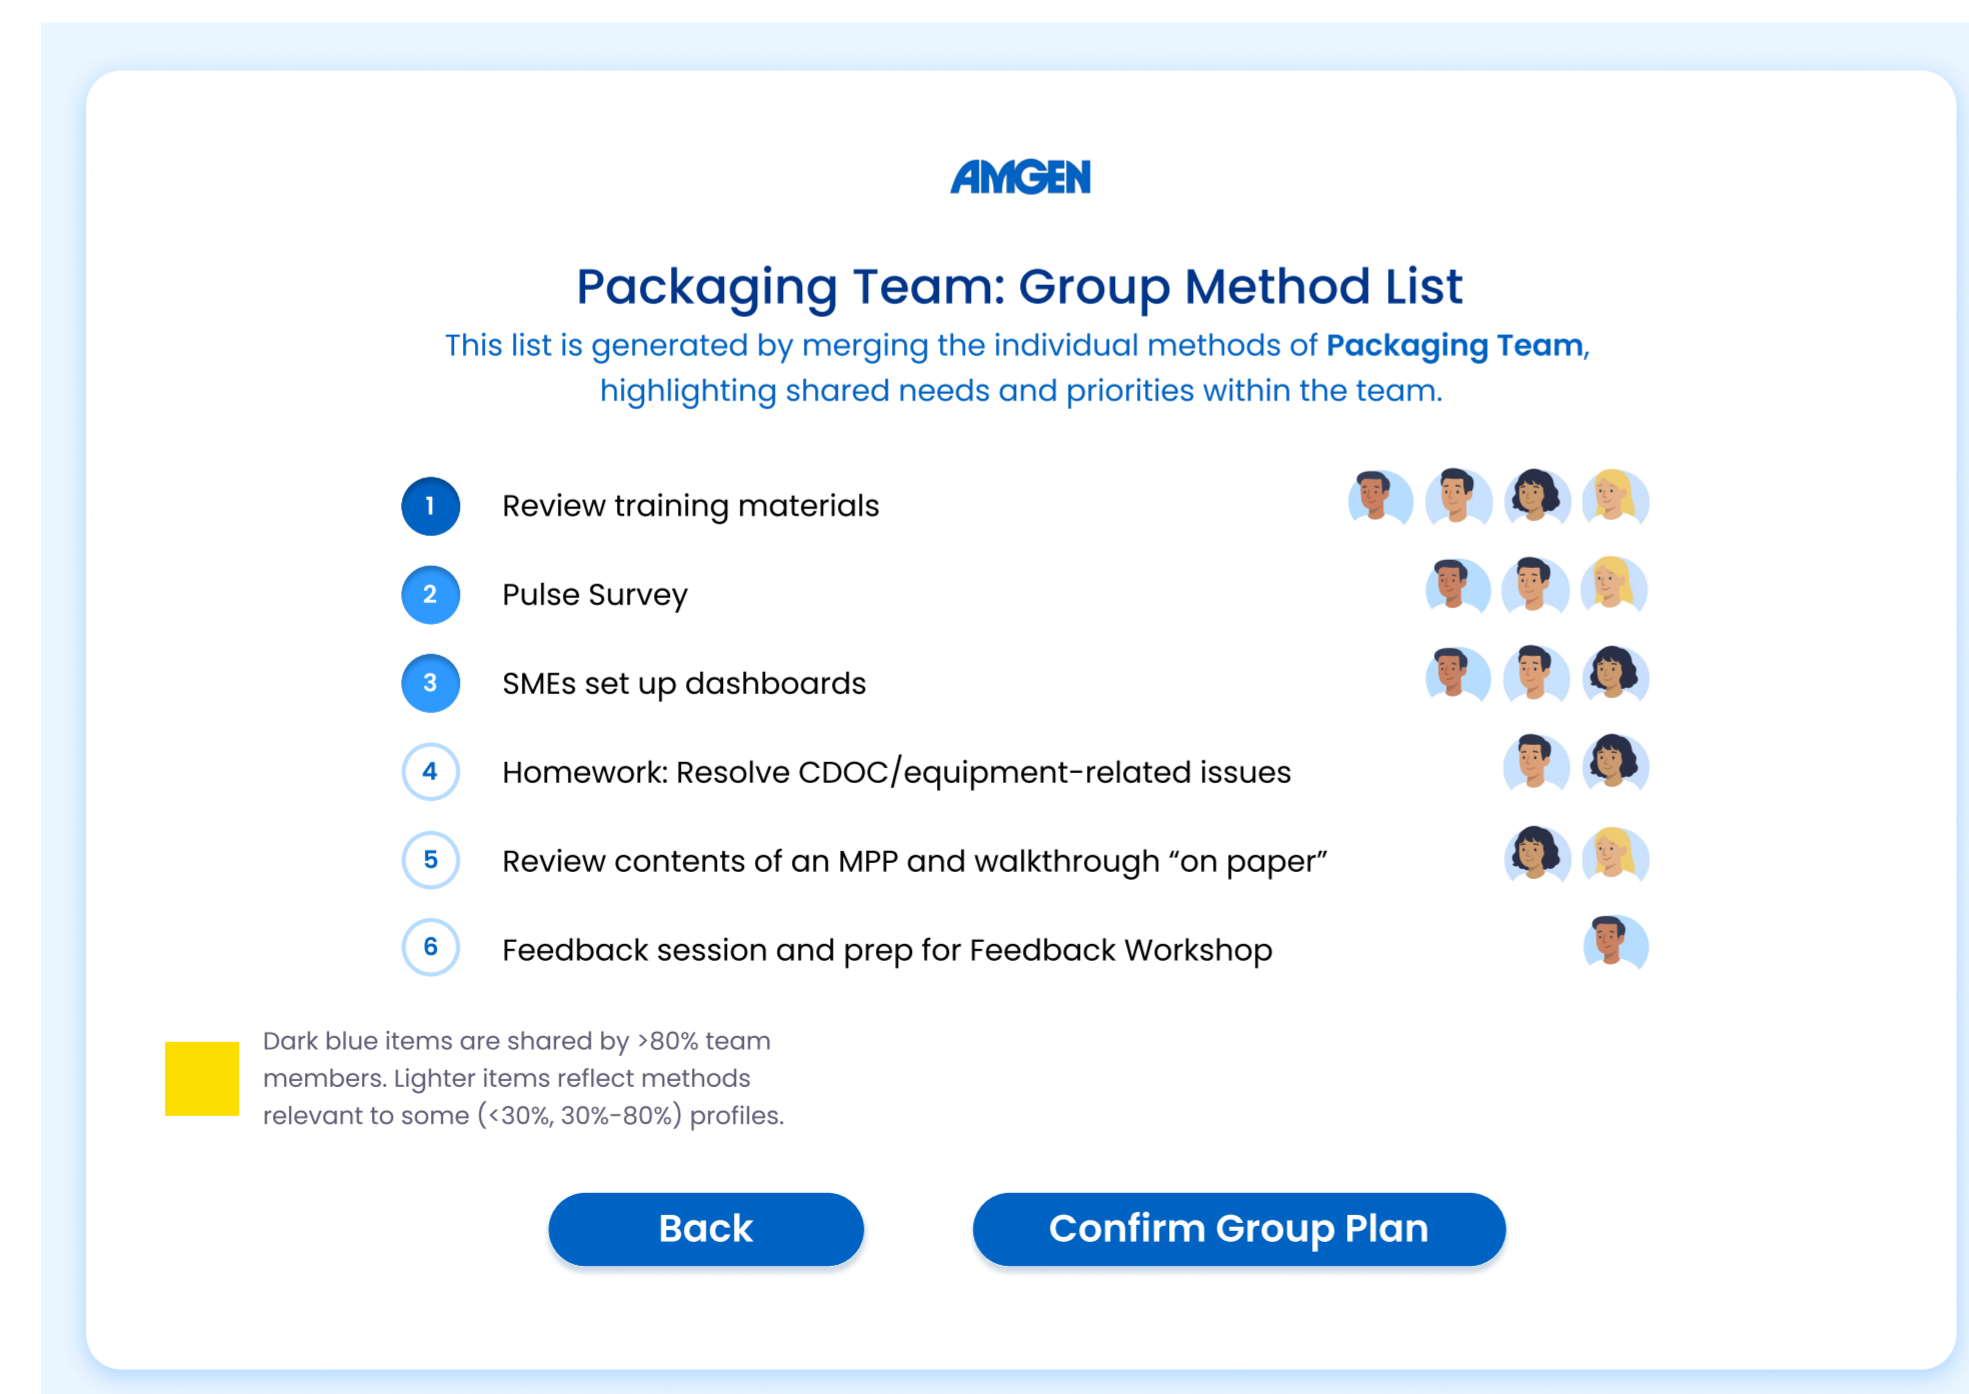 AMGEN
Packaging Team: Group Method List
This list is generated by merging the individual methods of Packaging Team,
highlighting shared needs and priorities within the team.
1 Review training materials
2 Pulse Survey
3 SMEs set up dashboards
4 Homework: Resolve CDOC/equipment-related issues
5 Review contents of an MPP and walkthrough “on paper”
6 Feedback session and prep for Feedback Workshop
Dark blue items are shared by >80% team
members. Lighter items reflect methods
relevant to some (<30%, 30%-80%) profiles.
Back Confirm Group Plan